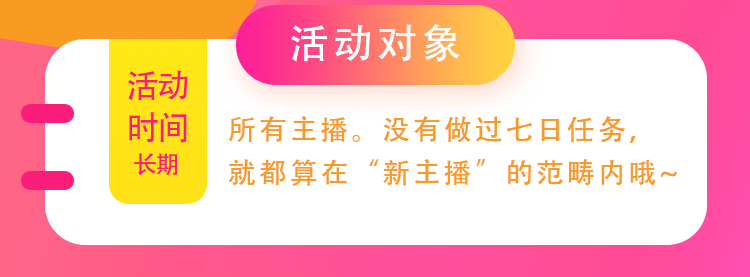 活动对象
活动
时间
长期
所有主播。没有做过七日任务,
就都算在“新主播”的范畴内哦~